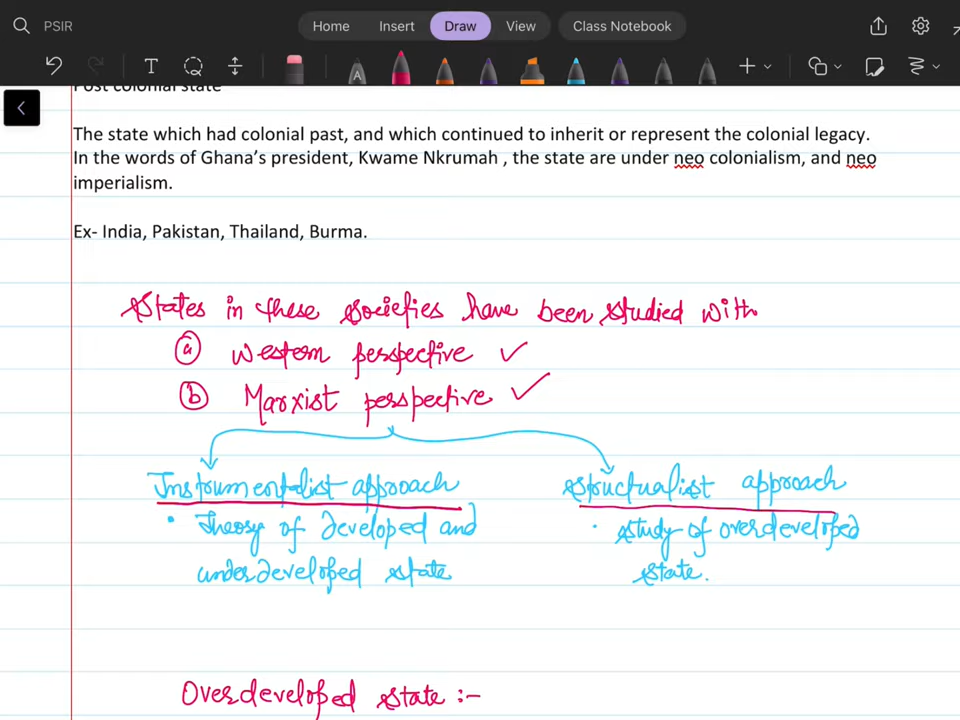 PSIR
Home Insert Draw View Class Notebook
T A
Post colonial state
The state which had colonial past, and which continued to inherit or represent the colonial legacy.
In the words of Ghana's president, Kwame Nkrumah , the state are under neo colonialism, and neo
imperialism.
Ex- India, Pakistan, Thailand, Burma.
States in these societies have been studied with
(a) Western perspective ✓
(b) Marxist perspective ✓
Instrumentalist approach
Structualist approach
• Theory of developed and
underdeveloped state
• study of overdeveloped
state.
Overdeveloped state :-